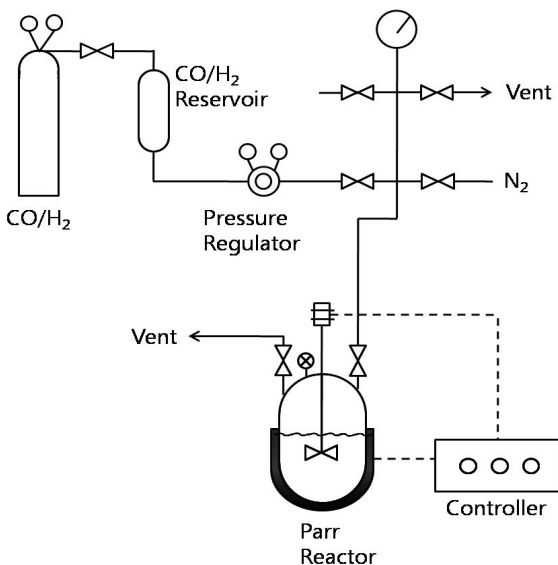 CO/H₂
Reservoir
Vent
N₂
CO/H₂
Pressure
Regulator
Vent
Controller
Parr
Reactor